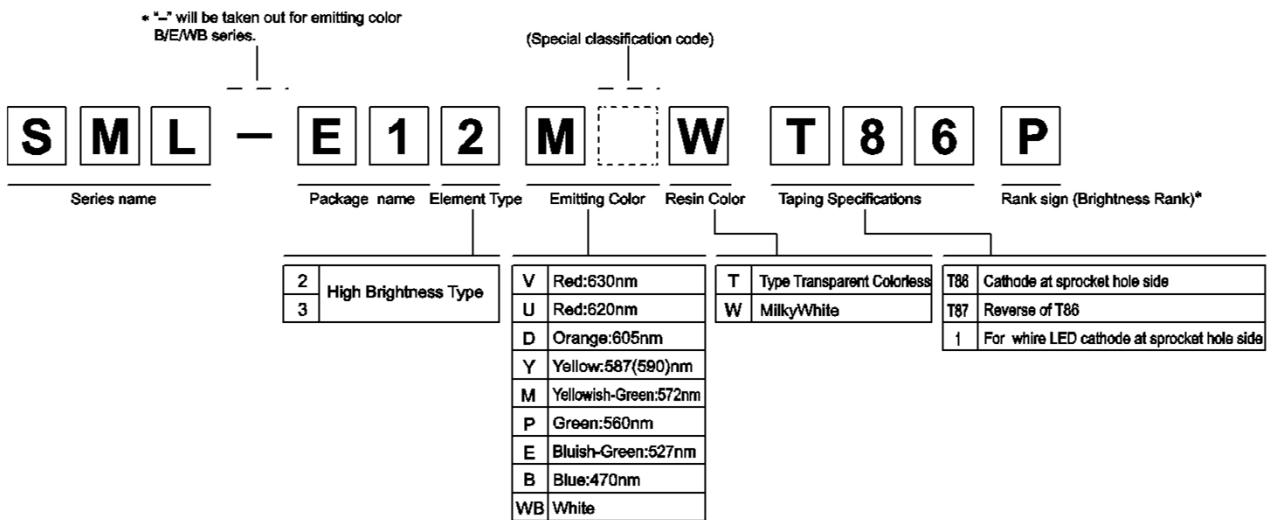 * "–" will be taken out for emitting color
B/E/WB series.
(Special classification code)
S M L – E 1 2 M W T 8 6 P
Series name Package name Element Type Emitting Color Resin Color Taping Specifications Rank sign (Brightness Rank)*
2 High Brightness Type
3
V Red:630nm
U Red:620nm
D Orange:605nm
Y Yellow:587(590)nm
M Yellowish-Green:572nm
P Green:560nm
E Bluish-Green:527nm
B Blue:470nm
WB White
T Type Transparent Colorless
W MilkyWhite
T86 Cathode at sprocket hole side
T87 Reverse of T86
1 For whire LED cathode at sprocket hole side